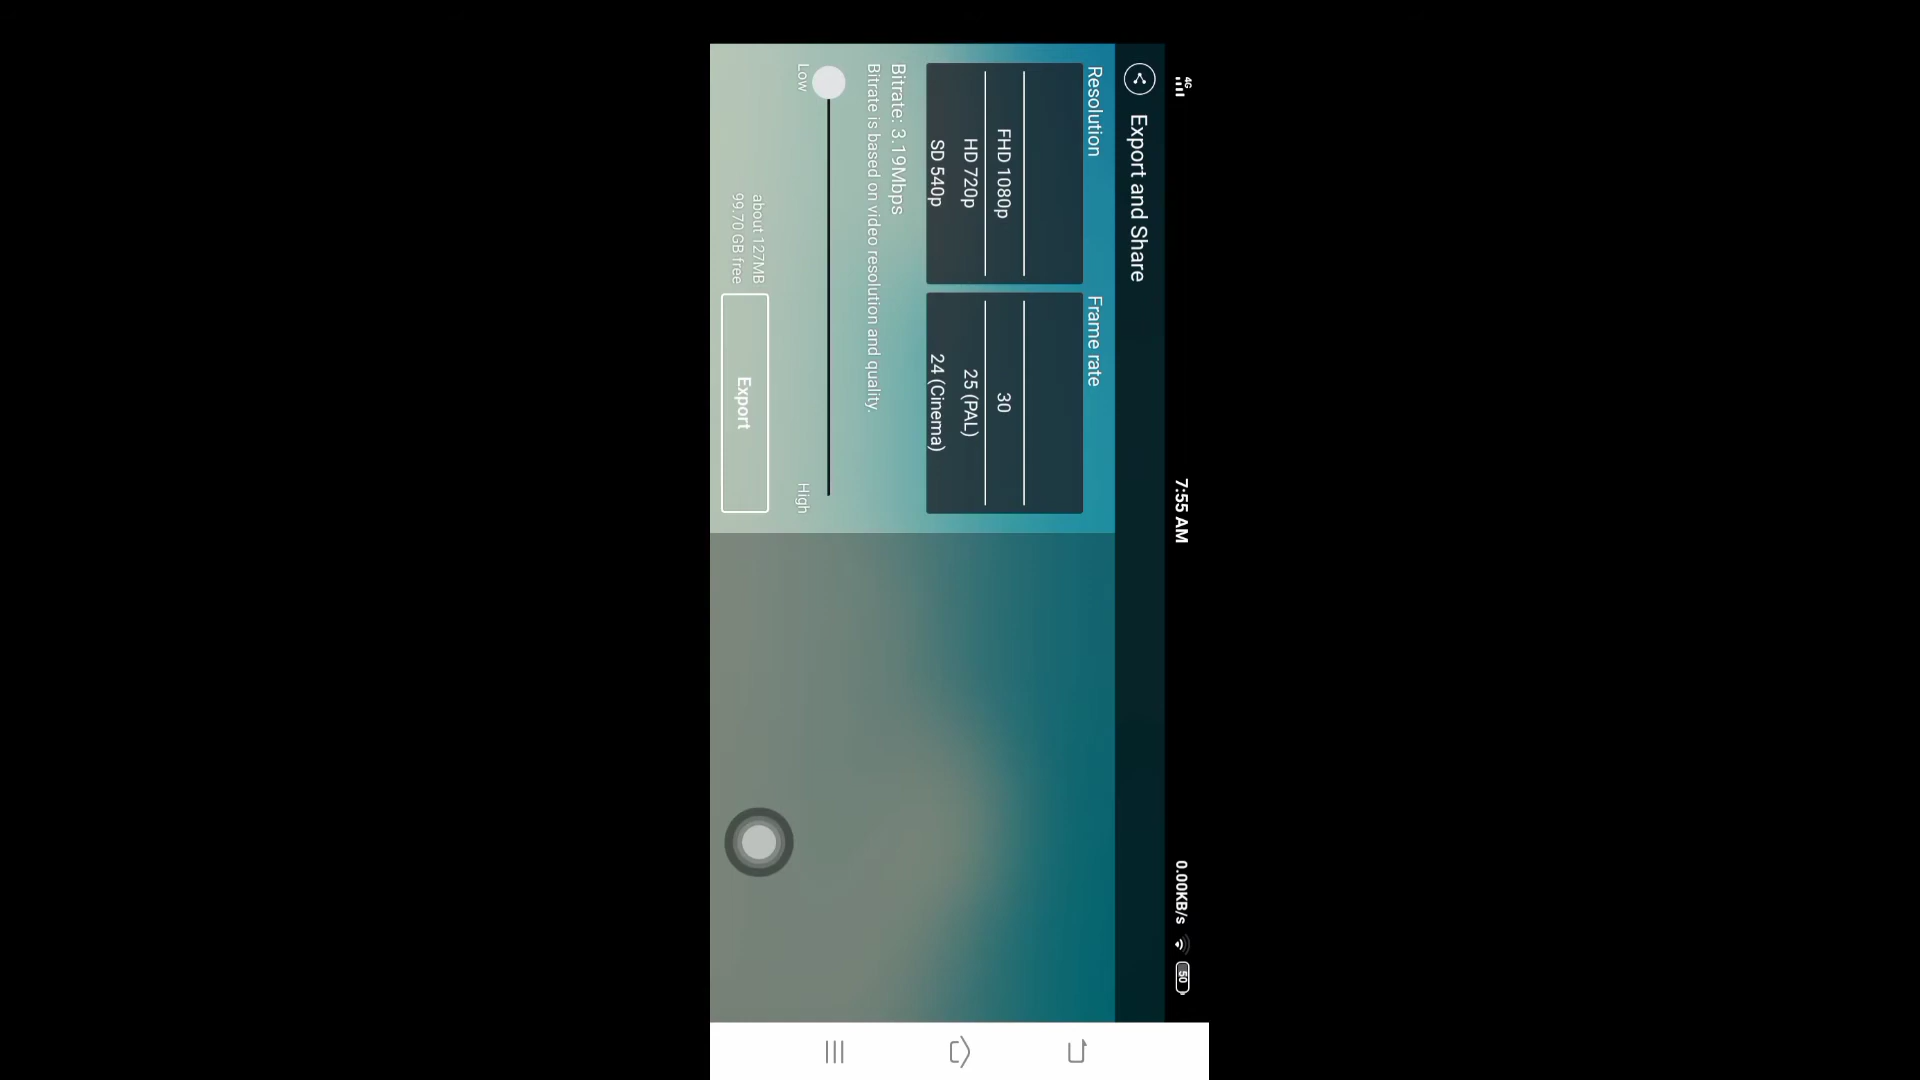 4G
7:55 AM
0.00KB/s
50
Export and Share
Resolution
Frame rate
FHD 1080p
HD 720p
SD 540p
30
25 (PAL)
24 (Cinema)
Bitrate: 3.19Mbps
Bitrate is based on video resolution and quality.
Low
High
about 127MB
99.70 GB free
Export